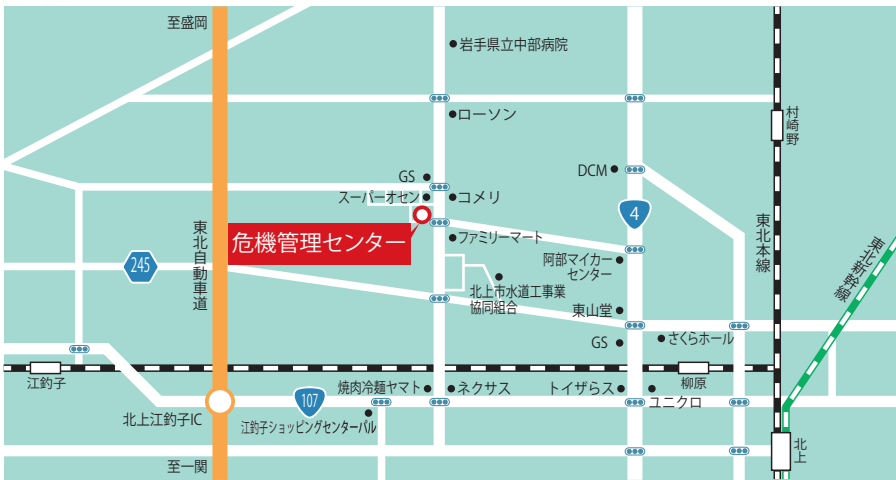 至盛岡
岩手県立中部病院
ローソン
村崎野
DCM
GS
スーパーオセン
コメリ
4
危機管理センター
ファミリーマート
東北自動車道
245
東北本線
東北新幹線
阿部マイカー
センター
北上市水道工事業
協同組合
東山堂
GS
さくらホール
江釣子
焼肉冷麺ヤマト
ネクサス
トイザらス
柳原
ユニクロ
107
北上江釣子IC
江釣子ショッピングセンターパル
北上
至一関